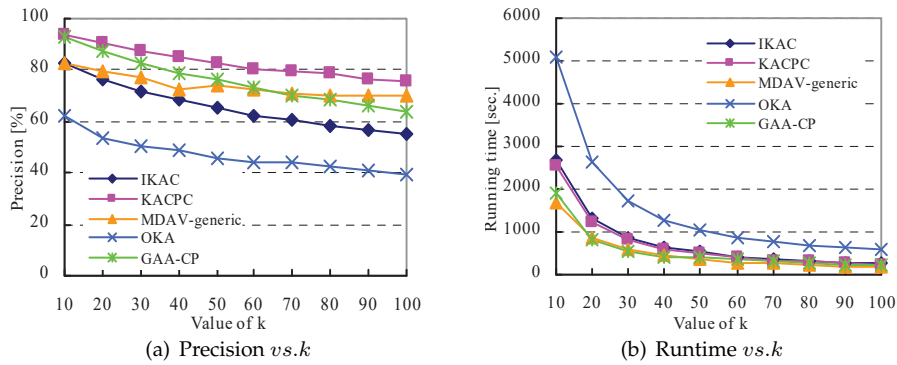 100
80
60
40
20
0
Precision [%]
IKAC
KACPC
MDAV-generic
OKA
GAA-CP
10 20 30 40 50 60 70 80 90 100
Value of k
(a) Precision vs.k
6000
5000
4000
3000
2000
1000
0
Running time [sec.]
IKAC
KACPC
MDAV-generic
OKA
GAA-CP
10 20 30 40 50 60 70 80 90 100
Value of k
(b) Runtime vs.k